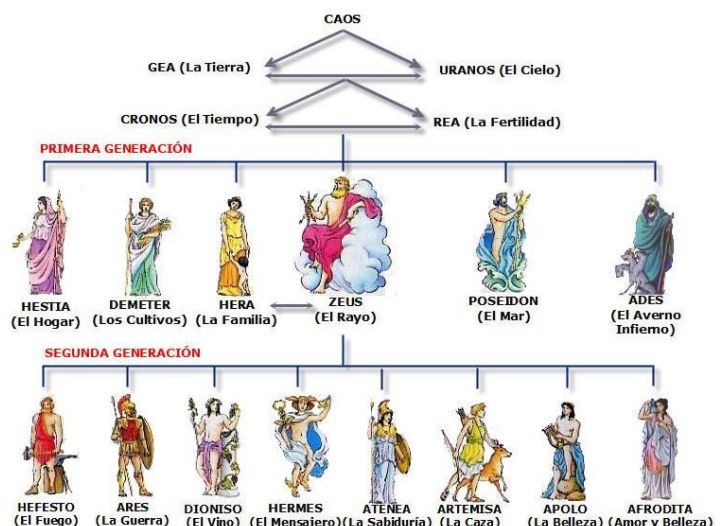 CAOS
GEA (La Tierra)
URANOS (El Cielo)
CRONOS (El Tiempo)
REA (La Fertilidad)
PRIMERA GENERACIÓN
HESTIA
(El Hogar)
DEMETER
(Los Cultivos)
HERA
(La Familia)
ZEUS
(El Rayo)
POSEIDON
(El Mar)
ADES
(El Averno
Infierno)
SEGUNDA GENERACIÓN
HEFESTO
(El Fuego)
ARES
(La Guerra)
DIONISO
(El Vino)
HERMES
(El Mensajero)
ATENEA
(La Sabiduría)
ARTEMISA
(La Caza)
APOLO
(La Belleza)
AFRODITA
(Amor y Belleza)